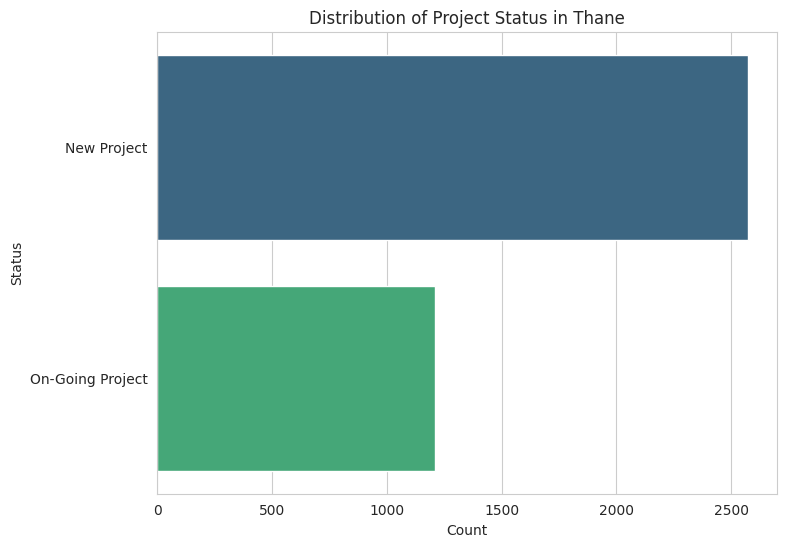 Distribution of Project Status in Thane
New Project
On-Going Project
Status
0 500 1000 1500 2000 2500
Count